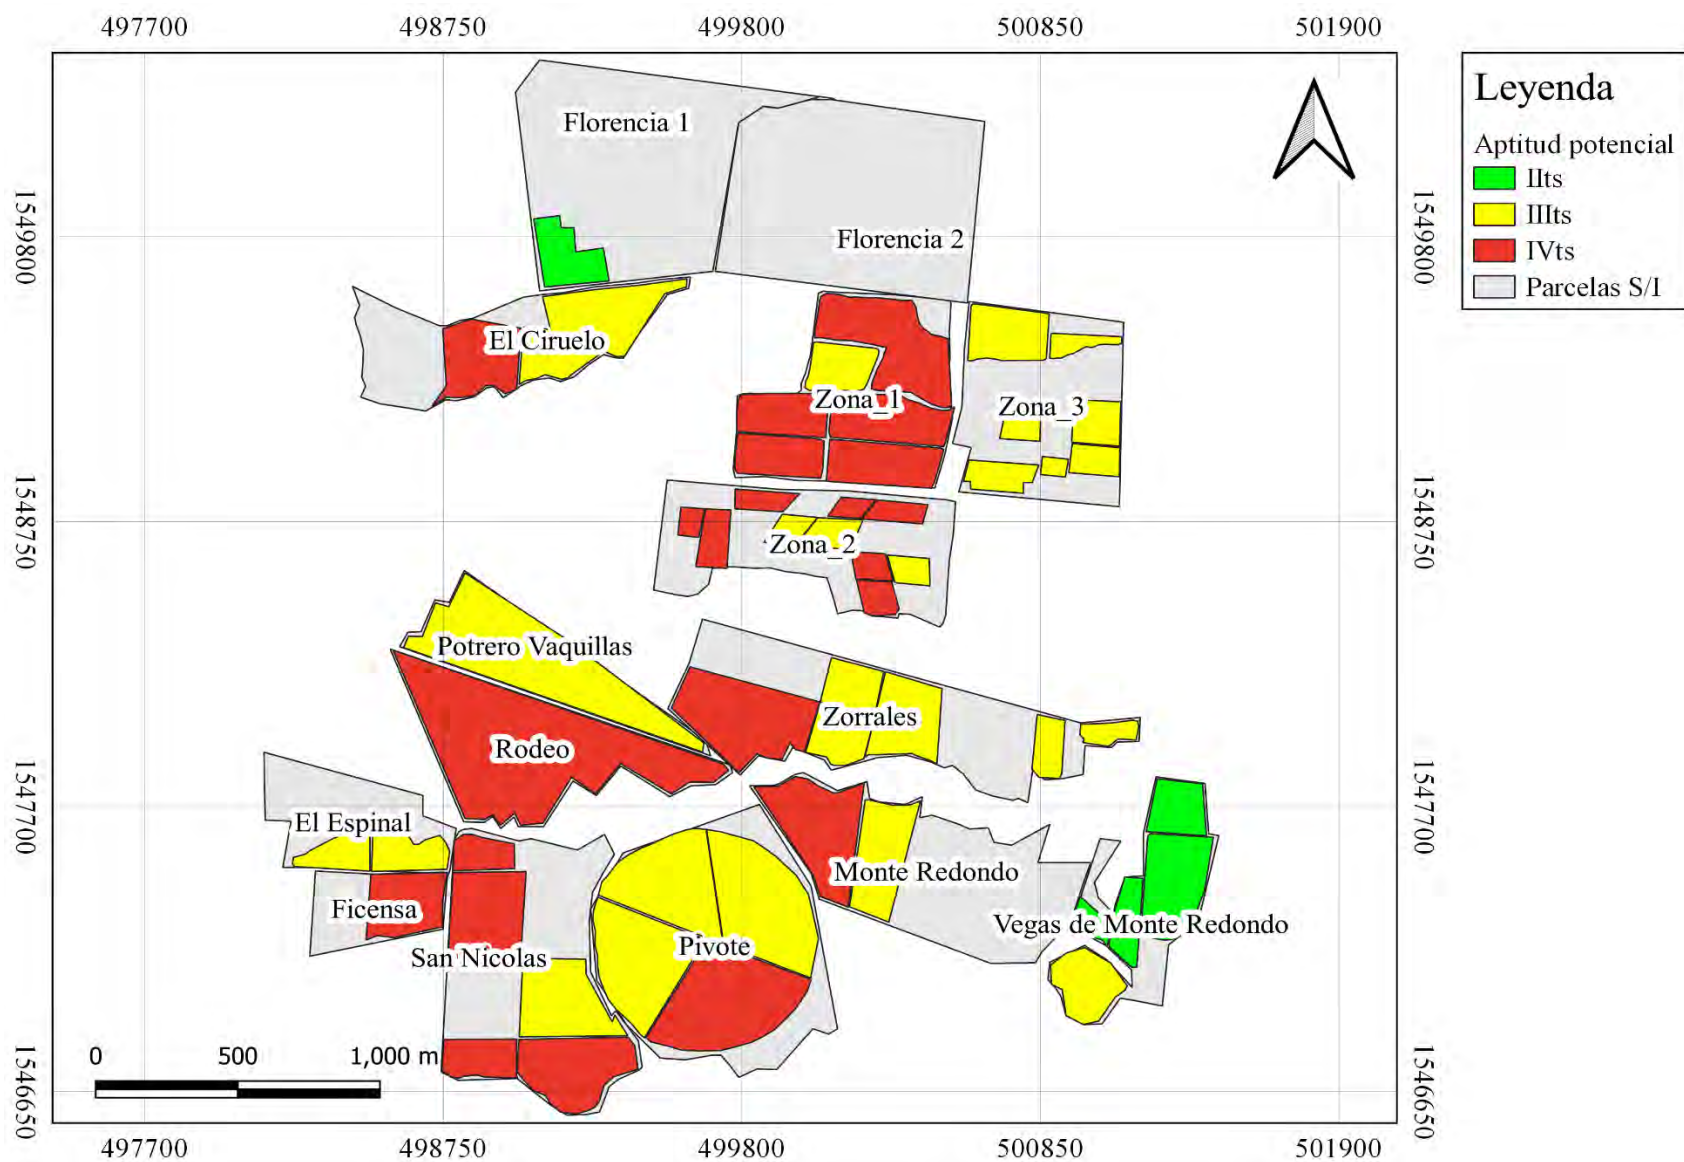 497700 498750 499800 500850 501900
Leyenda
Aptitud potencial
IIts
IIIts
IVts
Parcelas S/I
Florencia 1
Florencia 2
1549800
1549800
El Ciruelo
Zona_1
Zona_3
1548750
1548750
Zona_2
Potrero Vaquillas
Zorrales
Rodeo
1547700
1547700
El Espinal
Monte Redondo
Ficensa
Vegas de Monte Redondo
San Nicolas
Pivote
0 500 1,000 m
1546650
1546650
497700 498750 499800 500850 501900